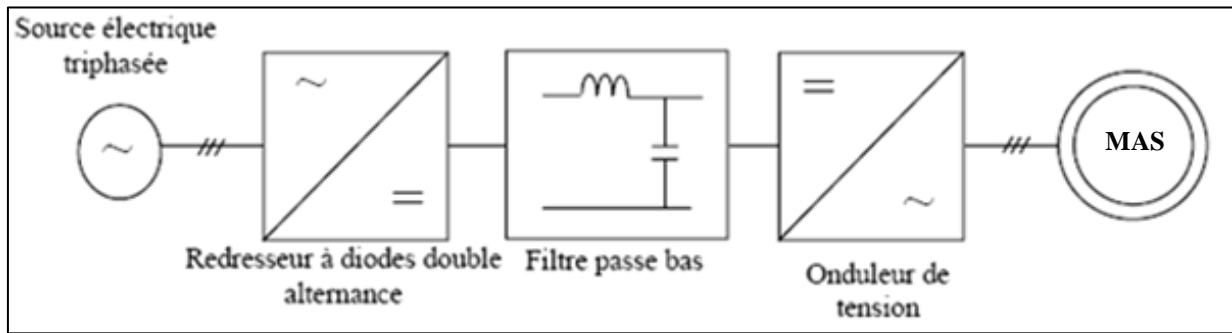 Source électrique
triphasée
MAS
Redresseur à diodes double
alternance
Filtre passe bas
Onduleur de
tension